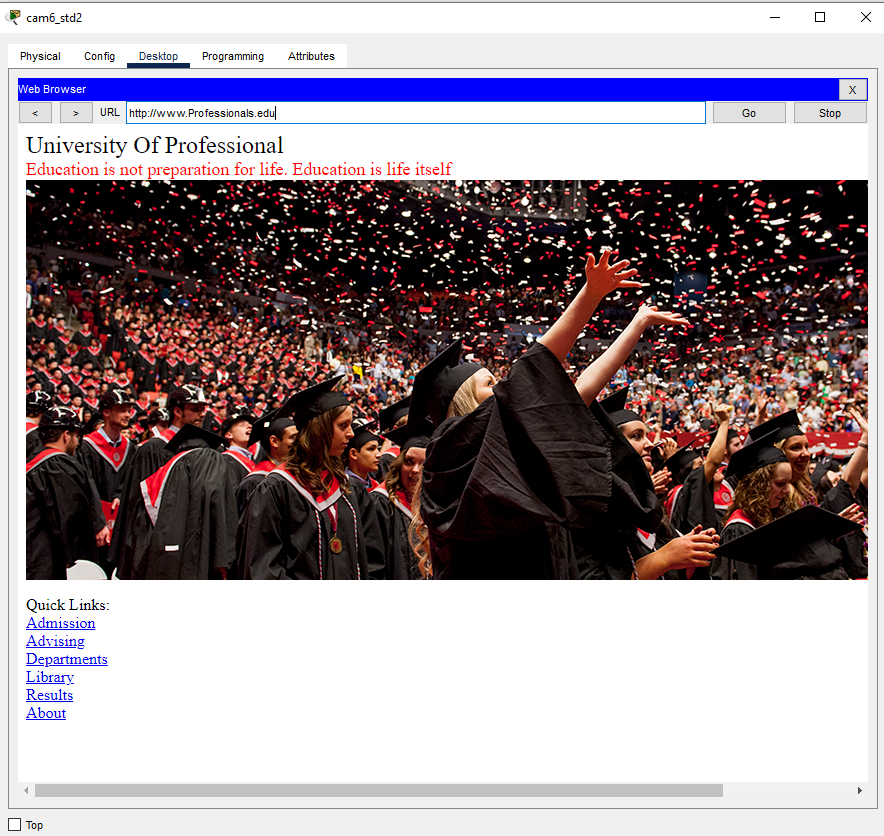 cam6_std2
Physical Config Desktop Programming Attributes
Web Browser X
< > URL http://www.Professionals.edu Go Stop
University Of Professional
Education is not preparation for life. Education is life itself
Quick Links:
Admission
Advising
Departments
Library
Results
About
Top